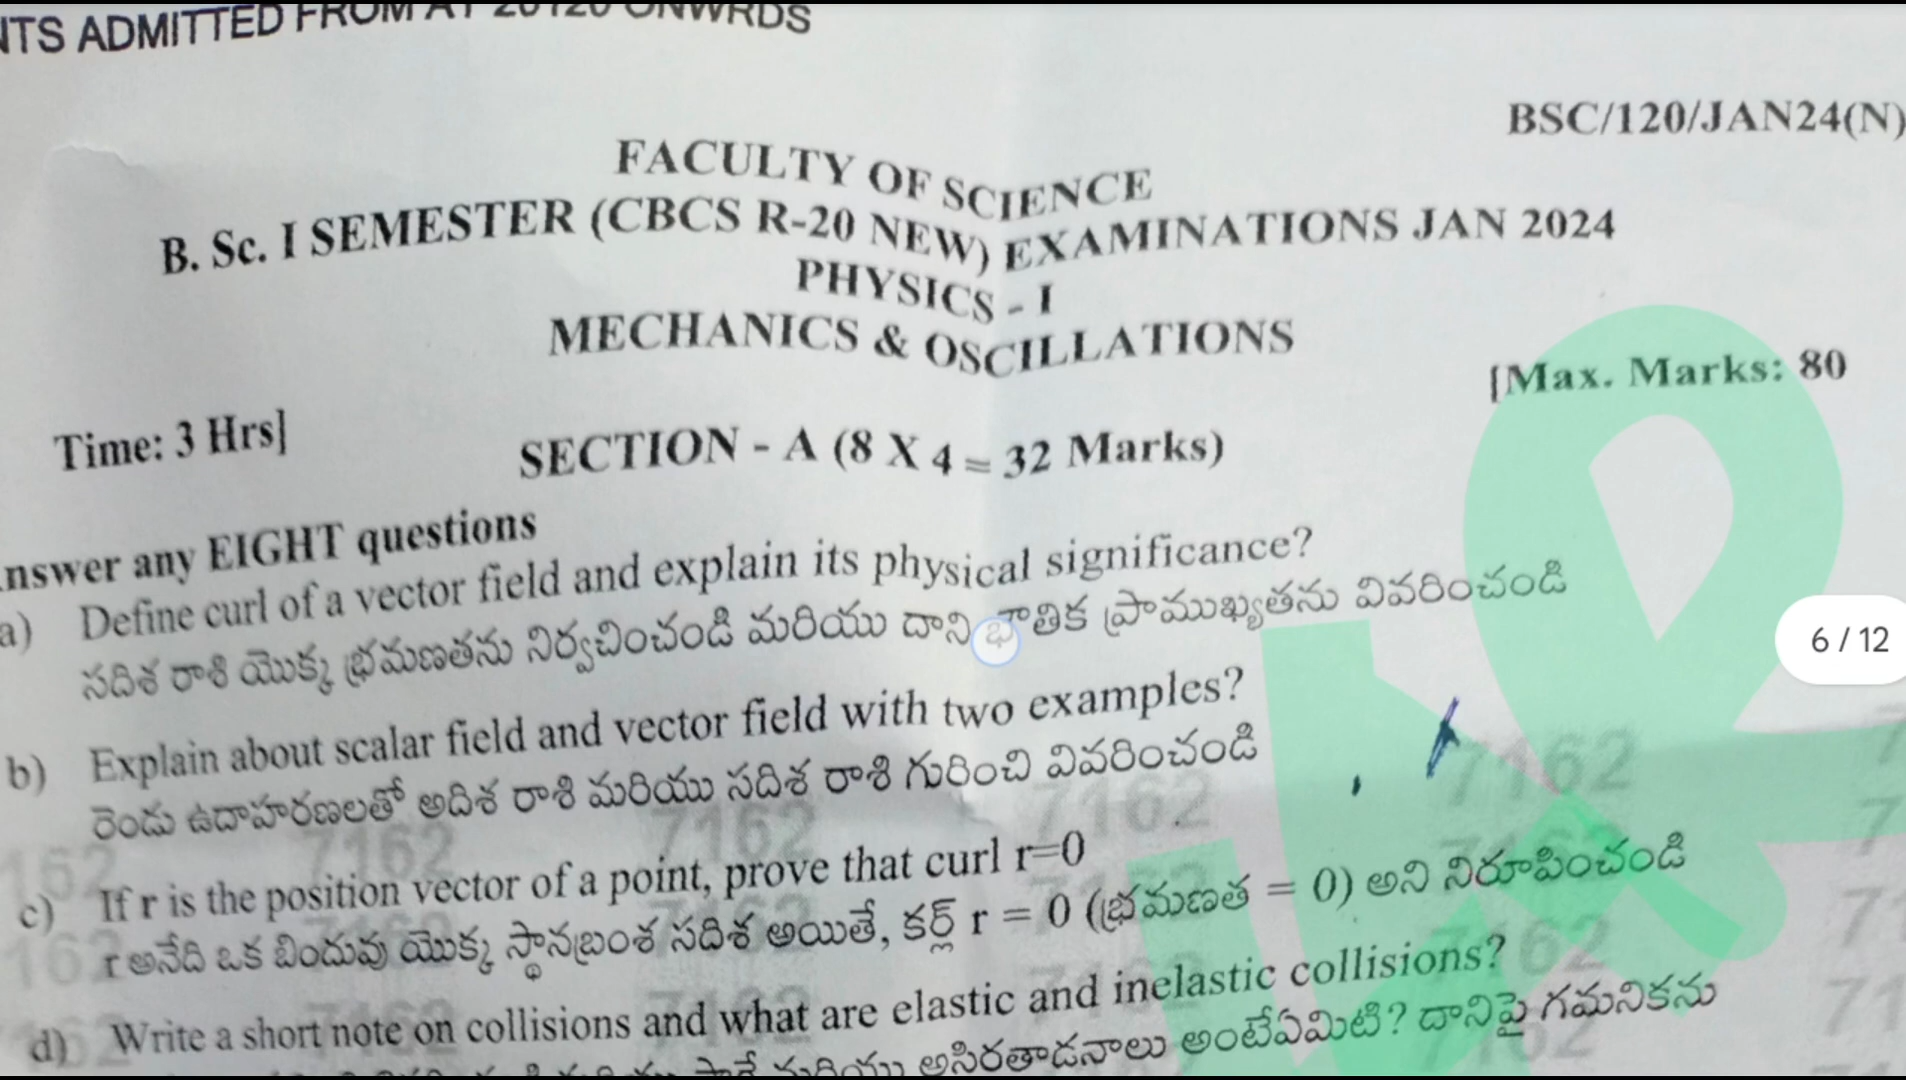 ADMITTED FROM AY 20120 ONWRDS
BSC/120/JAN24(N)
FACULTY OF SCIENCE
B. Sc. I SEMESTER (CBCS R-20 NEW) EXAMINATIONS JAN 2024
PHYSICS - I
MECHANICS & OSCILLATIONS
Time: 3 Hrs] [Max. Marks: 80
SECTION - A (8 X 4 = 32 Marks)
nswer any EIGHT questions
a) Define curl of a vector field and explain its physical significance?
సదిశ రాశి యొక్క భ్రమణతను నిర్వచించండి మరియు దాని భౌతిక ప్రాముఖ్యతను వివరించండి
6 / 12
b) Explain about scalar field and vector field with two examples?
రెండు ఉదాహరణలతో అదిశ రాశి మరియు సదిశ రాశి గురించి వివరించండి
c) If r is the position vector of a point, prove that curl r=0
r అనేది ఒక బిందువు యొక్క స్థానభ్రంశ సదిశ అయితే, కర్ల్ r = 0 (భ్రమణత = 0) అని నిరూపించండి
d) Write a short note on collisions and what are elastic and inelastic collisions?
మరియు అస్థిరతాడనాలు అంటేఏమిటి? దానిపై గమనికను